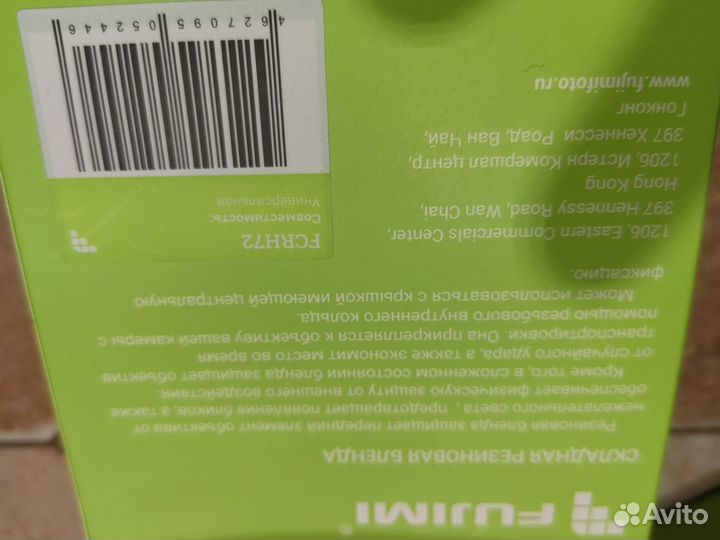 FUJIMI®
СКЛАДНАЯ РЕЗИНОВАЯ БЛЕНДА
Резиновая бленда защищает передний элемент объектива от
нежелательного света , предотвращает появление бликов, а также
обеспечивает физическую защиту от внешнего воздействия.
Кроме того, в сложенном состоянии бленда защищает объектив
от случайного удара, а также экономит место во время
транспортировки. Она прикрепляется к объективу вашей камеры с
помощью резьбового внутреннего кольца.
Может использоваться с крышкой имеющей центральную
фиксацию.
1206, Eastern Commercials Center,
397 Hennessy Road, Wan Chai,
Hong Kong
1206, Истерн Комершал центр,
397 Хеннесси Роад, Ван Чай,
Гонконг
www.fujimifoto.ru
FCRH72
Совместимость:
Универсальная
4 627095 052446
Avito